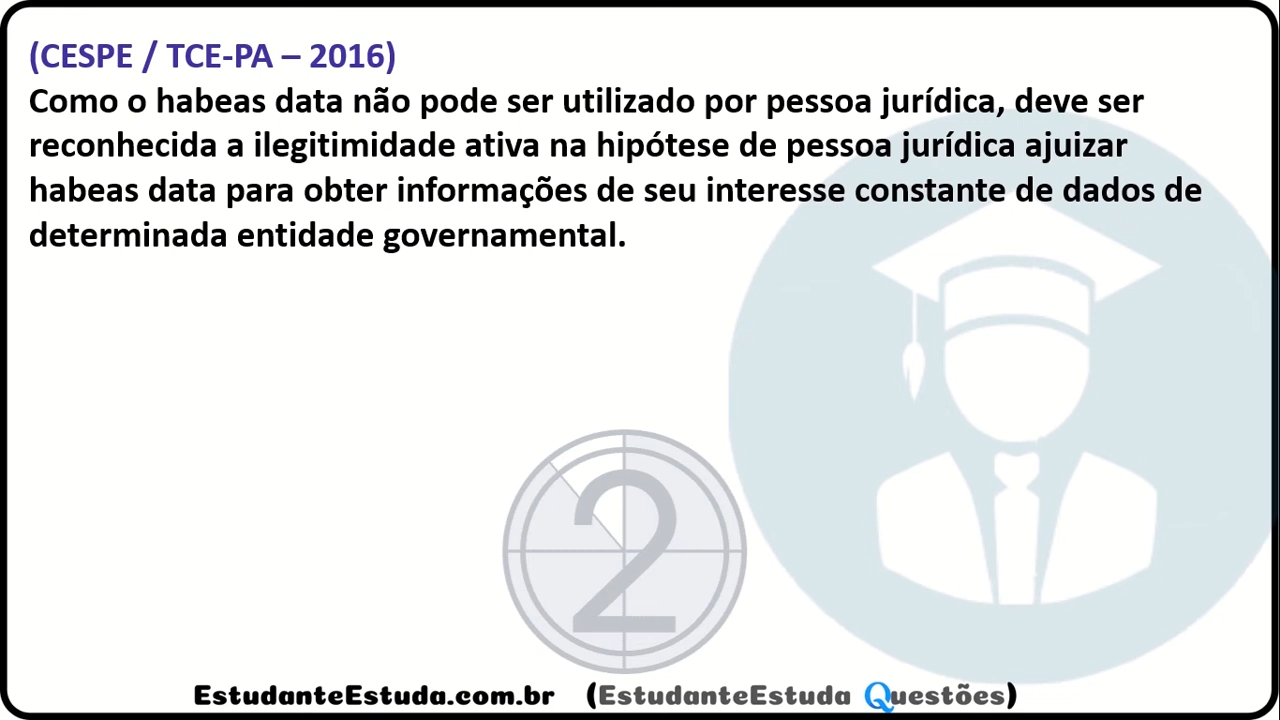 (CESPE / TCE-PA – 2016)
Como o habeas data não pode ser utilizado por pessoa jurídica, deve ser
reconhecida a ilegitimidade ativa na hipótese de pessoa jurídica ajuizar
habeas data para obter informações de seu interesse constante de dados de
determinada entidade governamental.
2
EstudanteEstuda.com.br (EstudanteEstuda Questões)